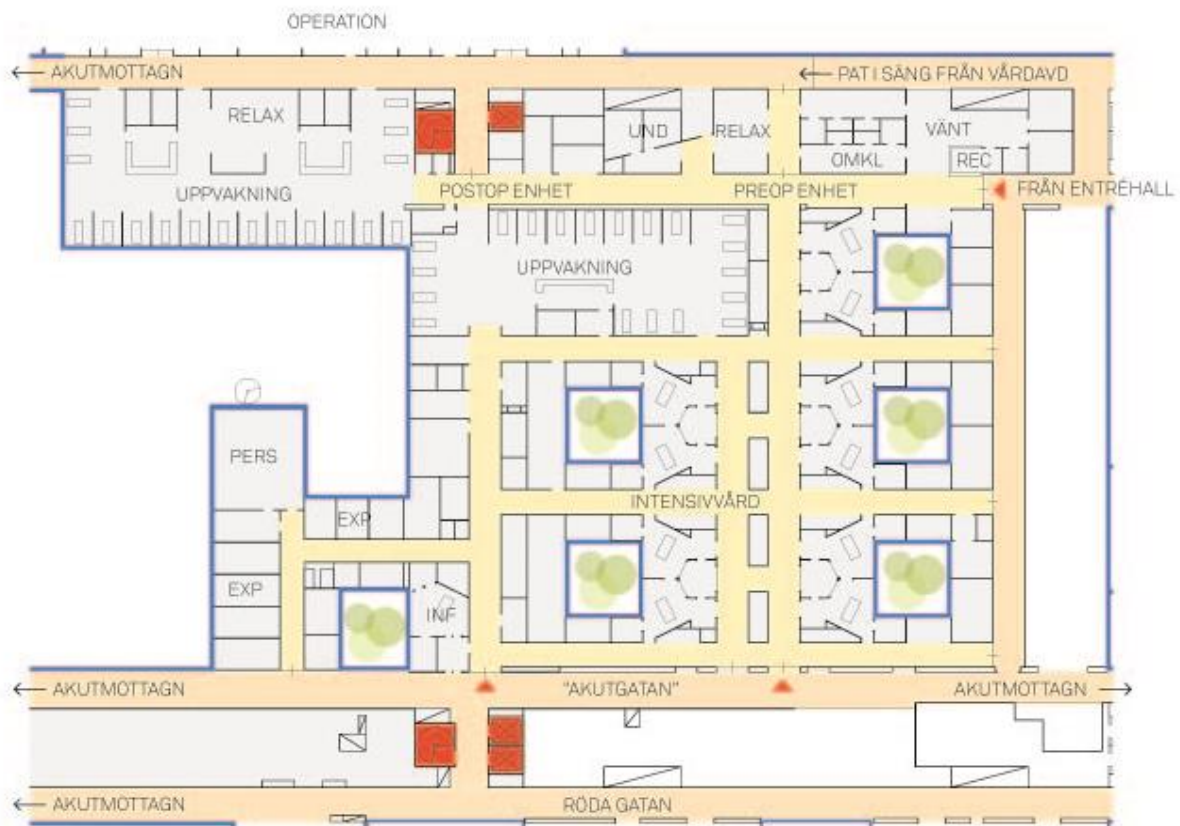 OPERATION
AKUTMOTTAGN
PAT I SÄNG FRÅN VÅRDAVD
RELAX
UND
RELAX
VÄNT
OMKL
REC
UPPVAKNING
POSTOP ENHET
PREOP ENHET
FRÅN ENTRÉHALL
UPPVAKNING
PERS
INTENSIVVÅRD
EXP
EXP
INF
AKUTMOTTAGN
"AKUTGATAN"
AKUTMOTTAGN
AKUTMOTTAGN
RÖDA GATAN